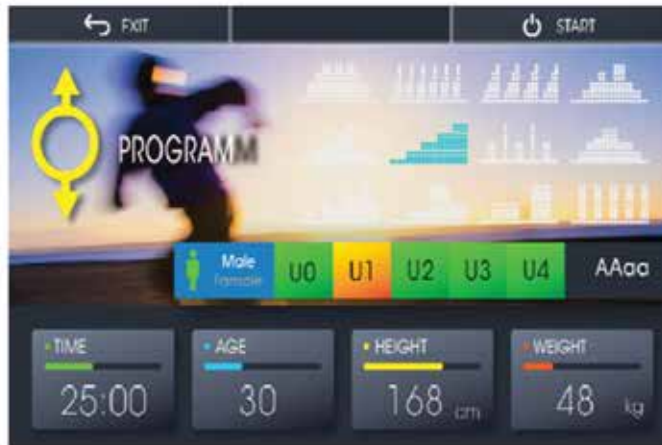 EXIT
START
PROGRAMM
Male
Female
U0 U1 U2 U3 U4 AAaa
TIME
25:00
AGE
30
HEIGHT
168 cm
WEIGHT
48 kg